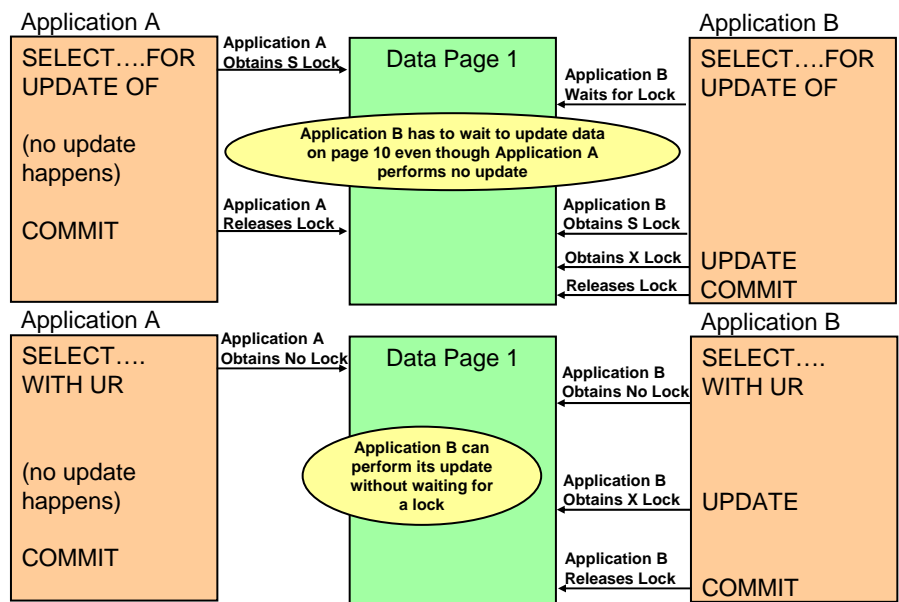 Application A
SELECT….FOR
UPDATE OF
(no update
happens)
COMMIT
Application A
Obtains S Lock
Application A
Releases Lock
Data Page 1
Application B has to wait to update data
on page 10 even though Application A
performs no update
Application B
Waits for Lock
Application B
Obtains S Lock
Obtains X Lock
Releases Lock
Application B
SELECT….FOR
UPDATE OF
UPDATE
COMMIT
Application A
SELECT….
WITH UR
(no update
happens)
COMMIT
Application A
Obtains No Lock
Data Page 1
Application B can
perform its update
without waiting for
a lock
Application B
Obtains No Lock
Application B
Obtains X Lock
Application B
Releases Lock
Application B
SELECT….
WITH UR
UPDATE
COMMIT